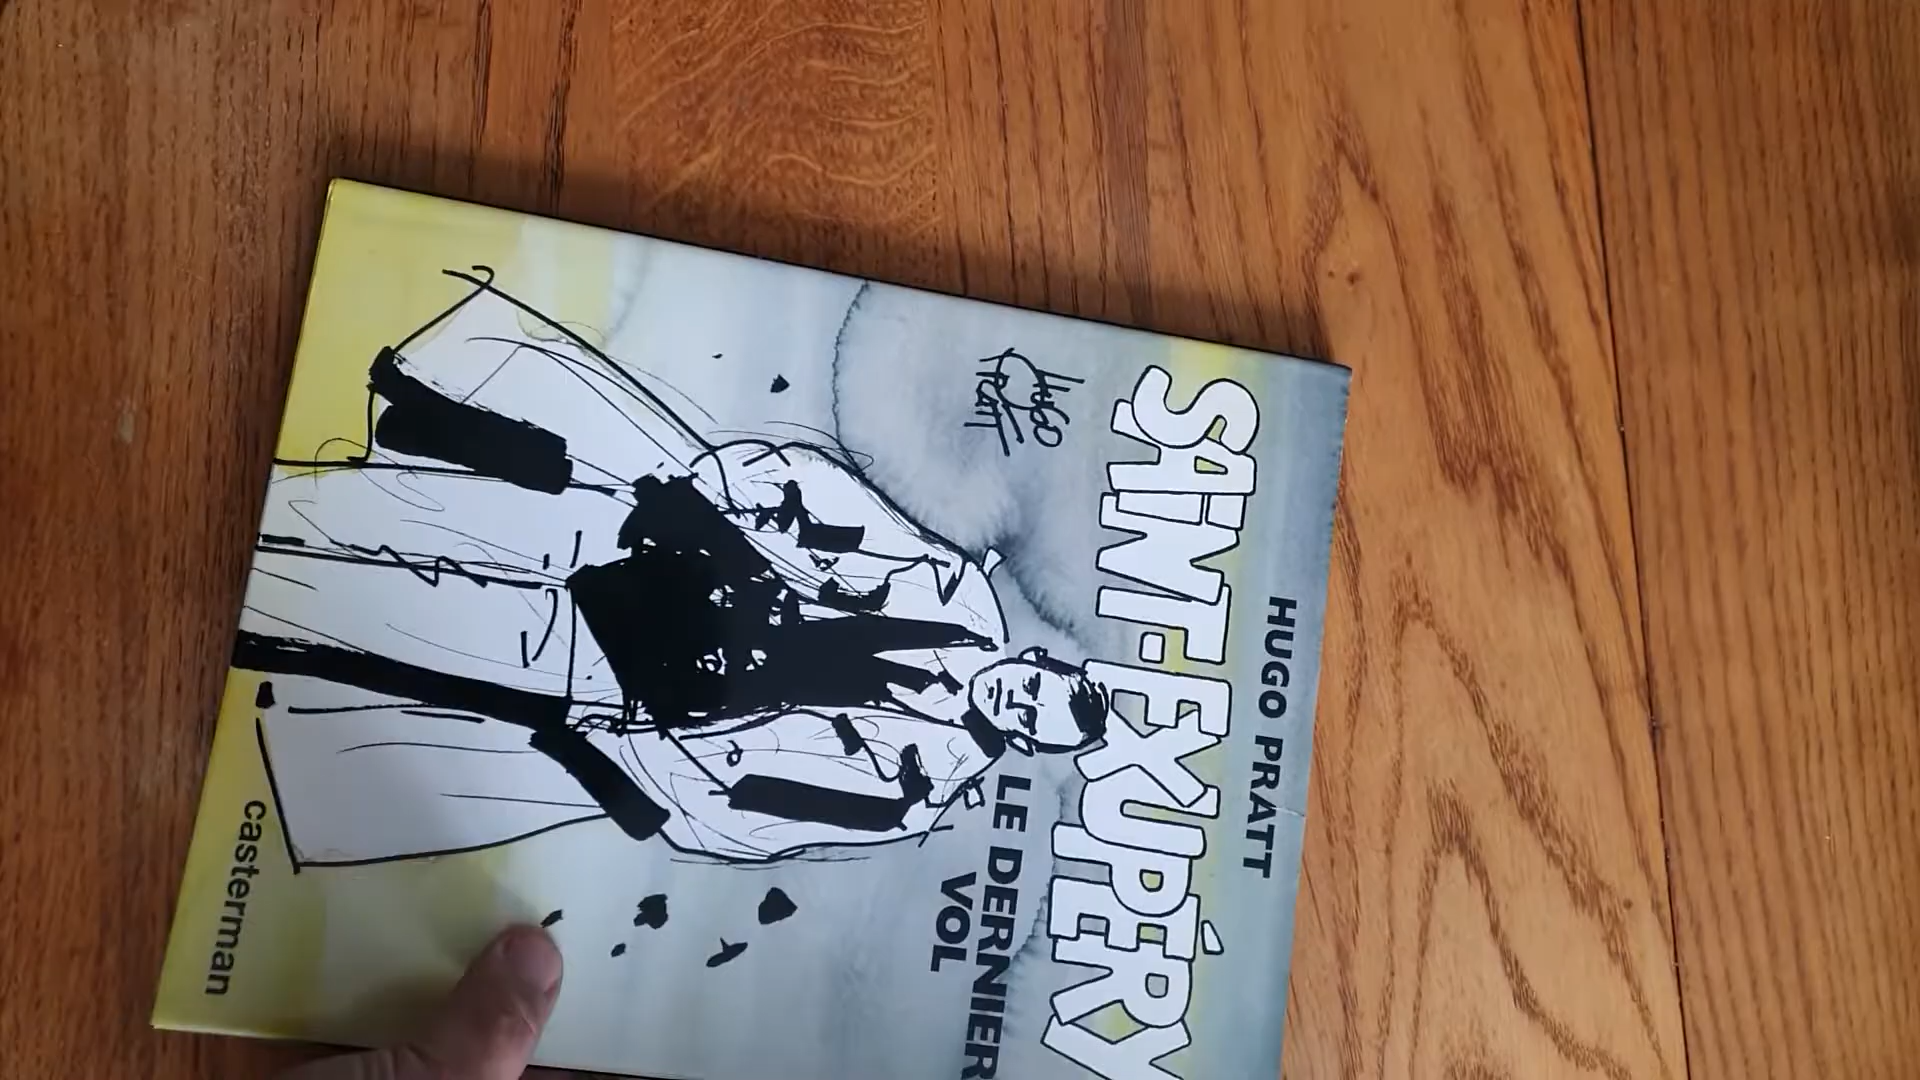 HUGO PRATT
SAINT-EXUPÉRY
LE DERNIER
VOL
HUGO
PRATT
casterman